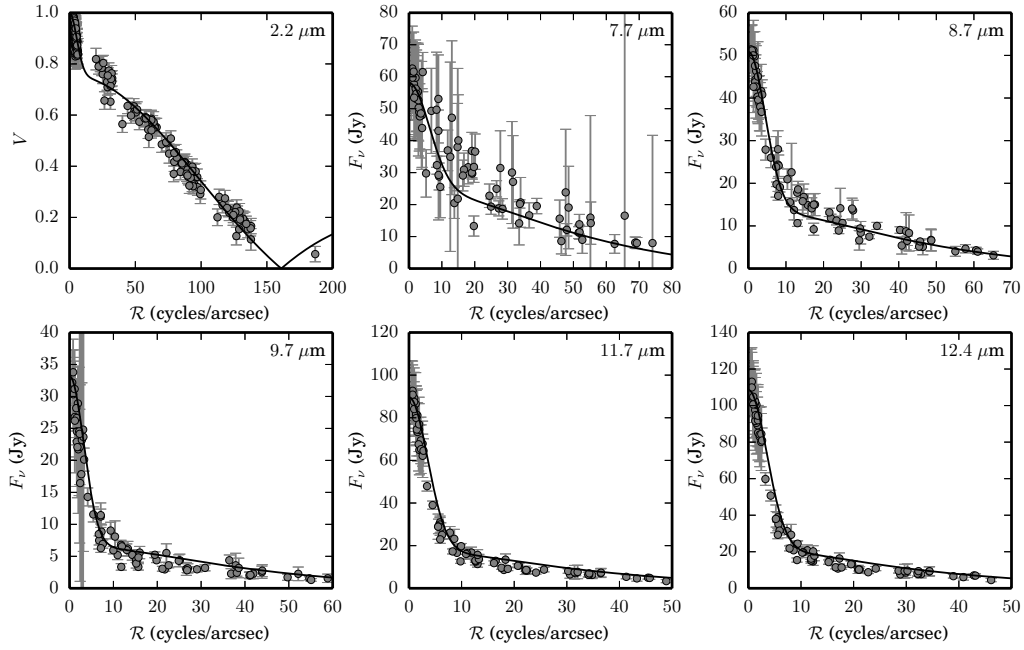 2.2 μm
V
1.0
0.8
0.6
0.4
0.2
0.0
0 50 100 150 200
R (cycles/arcsec)
7.7 μm
Fν (Jy)
80
70
60
50
40
30
20
10
0
0 10 20 30 40 50 60 70 80
R (cycles/arcsec)
8.7 μm
Fν (Jy)
60
50
40
30
20
10
0
0 10 20 30 40 50 60 70
R (cycles/arcsec)
9.7 μm
Fν (Jy)
40
35
30
25
20
15
10
5
0
0 10 20 30 40 50 60
R (cycles/arcsec)
11.7 μm
Fν (Jy)
120
100
80
60
40
20
0
0 10 20 30 40 50
R (cycles/arcsec)
12.4 μm
Fν (Jy)
140
120
100
80
60
40
20
0
0 10 20 30 40 50
R (cycles/arcsec)